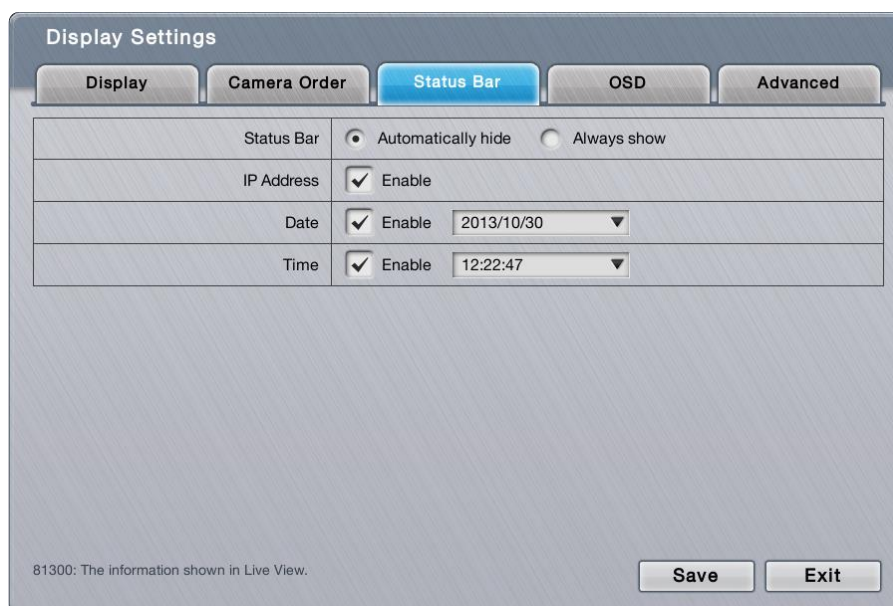 Display Settings
Display Camera Order Status Bar OSD Advanced
Status Bar Automatically hide Always show
IP Address Enable
Date Enable 2013/10/30
Time Enable 12:22:47
81300: The information shown in Live View.
Save Exit